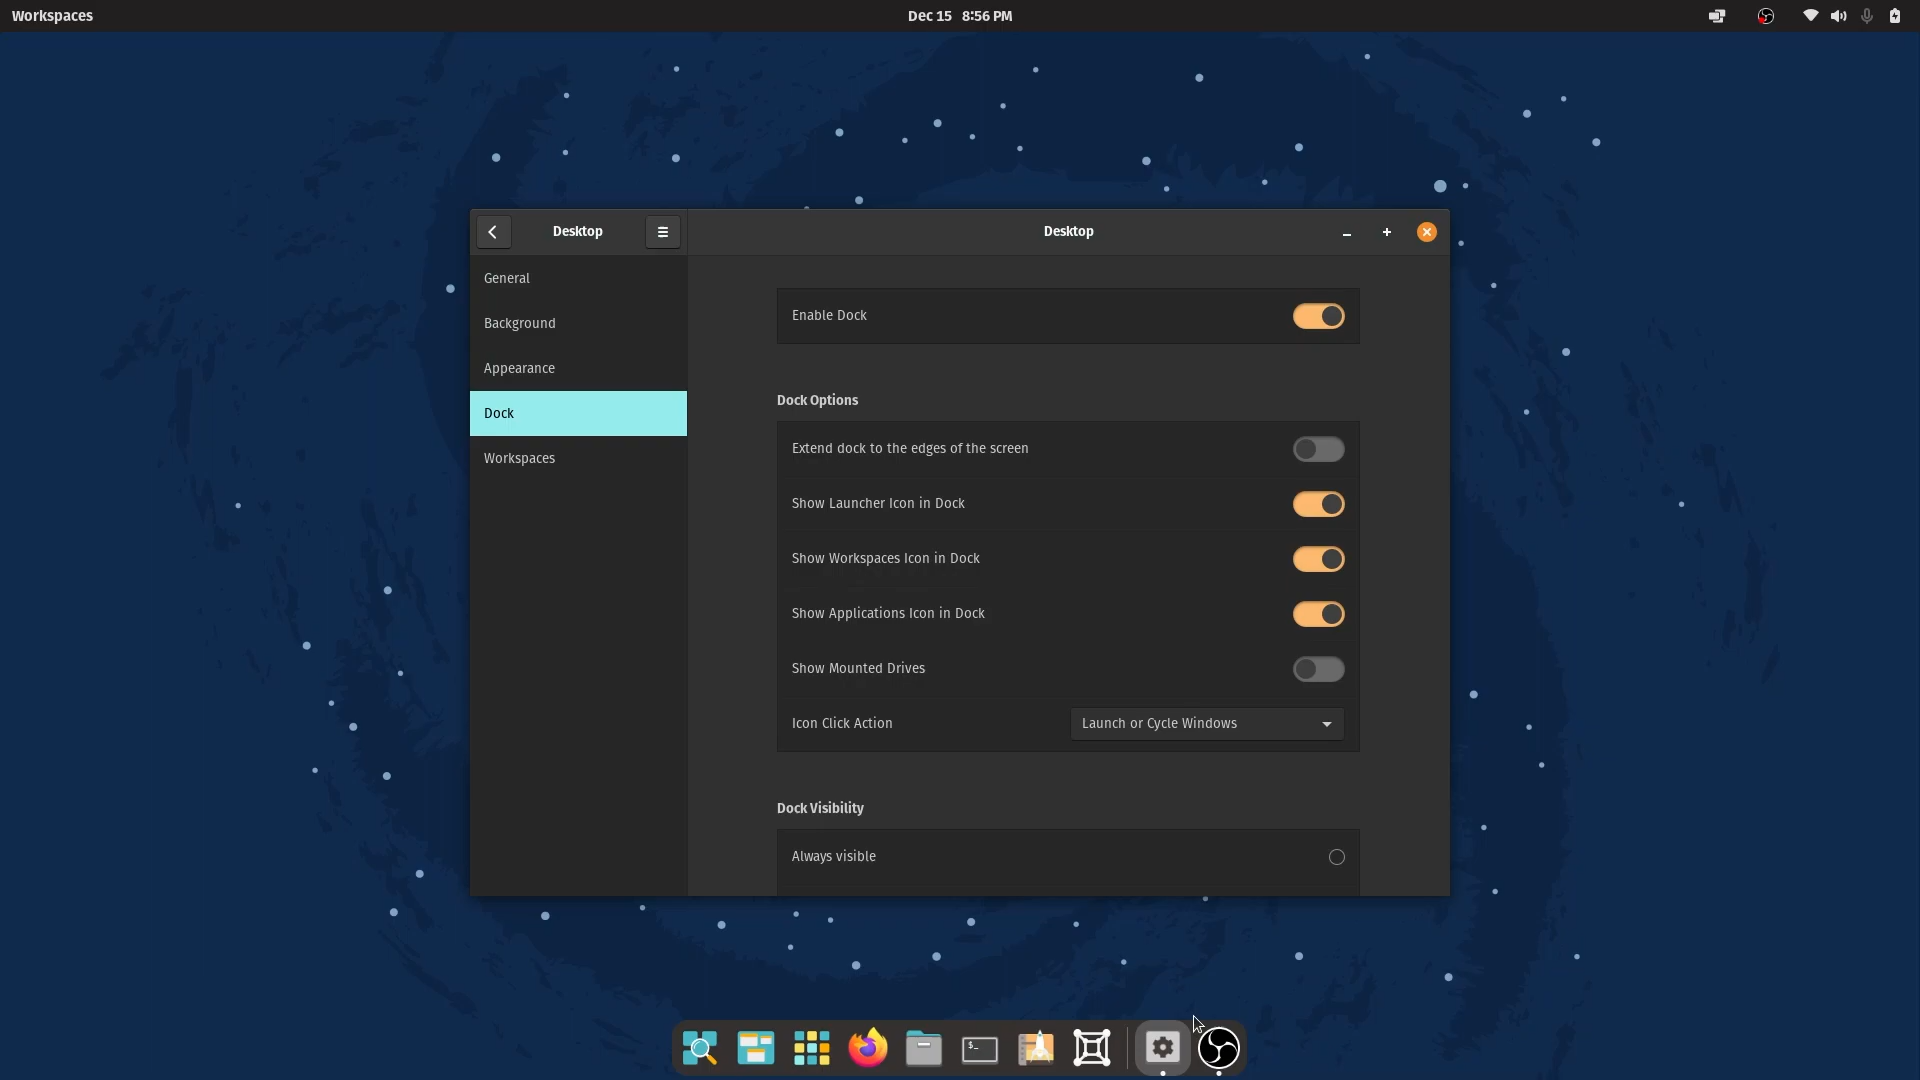 Workspaces
Dec 15 8:56 PM
Desktop
Desktop
General
Background
Appearance
Dock
Workspaces
Enable Dock
Dock Options
Extend dock to the edges of the screen
Show Launcher Icon in Dock
Show Workspaces Icon in Dock
Show Applications Icon in Dock
Show Mounted Drives
Icon Click Action
Launch or Cycle Windows
Dock Visibility
Always visible
$_